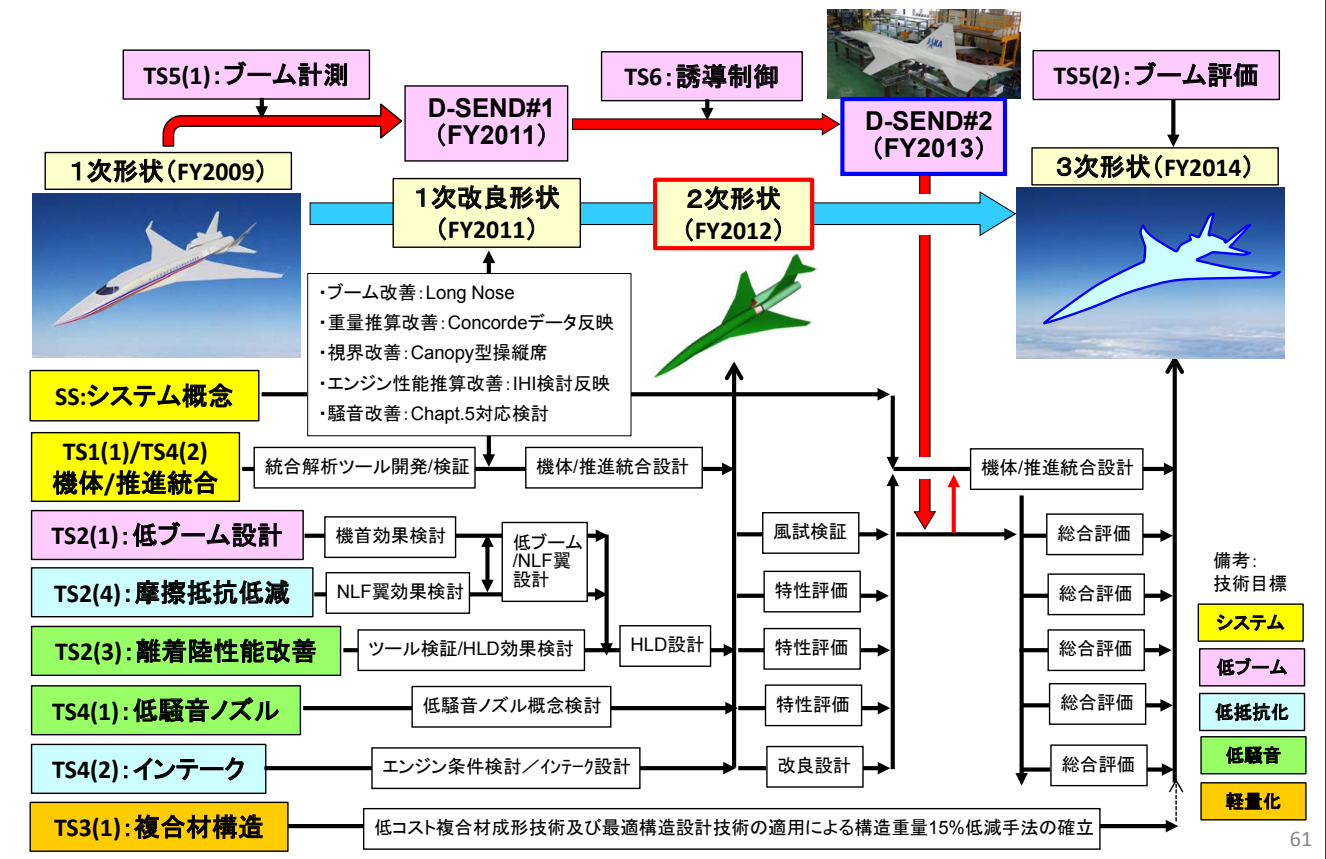 TS5(1):ブーム計測
TS6:誘導制御
JAXA
TS5(2):ブーム評価
D-SEND#1
(FY2011)
D-SEND#2
(FY2013)
1次形状(FY2009)
3次形状(FY2014)
1次改良形状
(FY2011)
2次形状
(FY2012)
・ブーム改善:Long Nose
・重量推算改善:Concordeデータ反映
・視界改善:Canopy型操縦席
・エンジン性能推算改善:IHI検討反映
・騒音改善:Chapt.5対応検討
SS:システム概念
TS1(1)/TS4(2)
機体/推進統合
統合解析ツール開発/検証
機体/推進統合設計
機体/推進統合設計
TS2(1):低ブーム設計
機首効果検討
低ブーム
/NLF翼
設計
風試検証
総合評価
TS2(4):摩擦抵抗低減
NLF翼効果検討
特性評価
総合評価
TS2(3):離着陸性能改善
ツール検証/HLD効果検討
HLD設計
特性評価
総合評価
TS4(1):低騒音ノズル
低騒音ノズル概念検討
特性評価
総合評価
TS4(2):インテーク
エンジン条件検討/インテーク設計
改良設計
総合評価
TS3(1):複合材構造
低コスト複合材成形技術及び最適構造設計技術の適用による構造重量15%低減手法の確立
備考:
技術目標
システム
低ブーム
低抵抗化
低騒音
軽量化
61